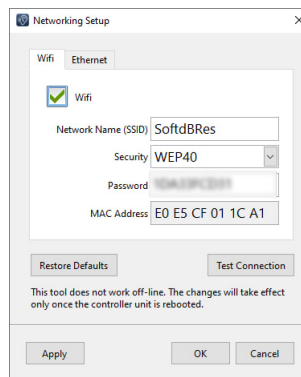 Networking Setup
Wifi Ethernet
Wifi
Network Name (SSID) SoftdBRes
Security WEP40
Password
MAC Address E0 E5 CF 01 1C A1
Restore Defaults Test Connection
This tool does not work off-line. The changes will take effect
only once the controller unit is rebooted.
Apply OK Cancel